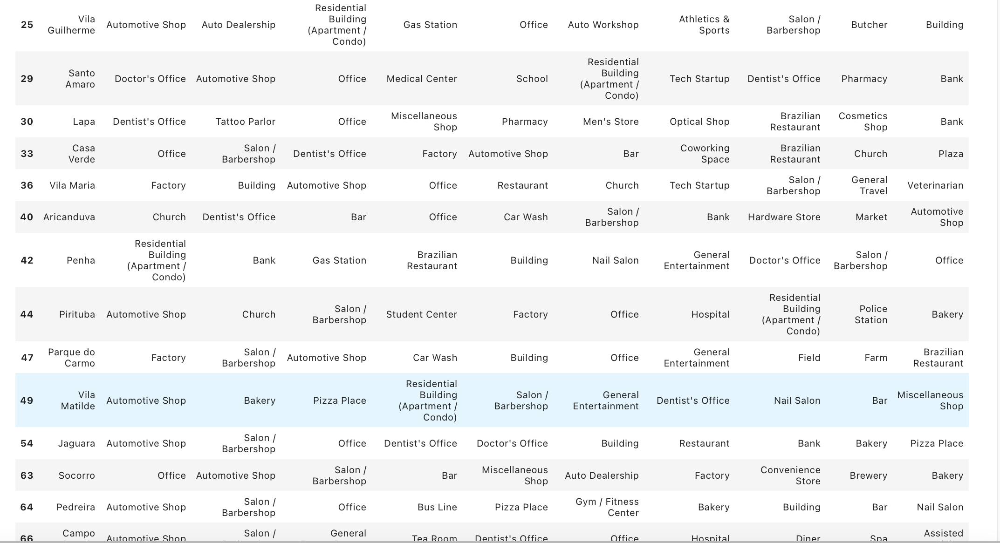 25 Vila Guilherme Automotive Shop Auto Dealership Residential Building (Apartment / Condo) Gas Station Office Auto Workshop Athletics & Sports Salon / Barbershop Butcher Building
29 Santo Amaro Doctor's Office Automotive Shop Office Medical Center School Residential Building (Apartment / Condo) Tech Startup Dentist's Office Pharmacy Bank
30 Lapa Dentist's Office Tattoo Parlor Office Miscellaneous Shop Pharmacy Men's Store Optical Shop Brazilian Restaurant Cosmetics Shop Bank
33 Casa Verde Office Salon / Barbershop Dentist's Office Factory Automotive Shop Bar Coworking Space Brazilian Restaurant Church Plaza
36 Vila Maria Factory Building Automotive Shop Office Restaurant Church Tech Startup Salon / Barbershop General Travel Veterinarian
40 Aricanduva Church Dentist's Office Bar Office Car Wash Salon / Barbershop Bank Hardware Store Market Automotive Shop
42 Penha Residential Building (Apartment / Condo) Bank Gas Station Brazilian Restaurant Building Nail Salon General Entertainment Doctor's Office Salon / Barbershop Office
44 Pirituba Automotive Shop Church Salon / Barbershop Student Center Factory Office Hospital Residential Building (Apartment / Condo) Police Station Bakery
47 Parque do Carmo Factory Salon / Barbershop Automotive Shop Car Wash Building Office General Entertainment Field Farm Brazilian Restaurant
49 Vila Matilde Automotive Shop Bakery Pizza Place Residential Building (Apartment / Condo) Salon / Barbershop General Entertainment Dentist's Office Nail Salon Bar Miscellaneous Shop
54 Jaguara Automotive Shop Salon / Barbershop Office Dentist's Office Doctor's Office Building Restaurant Bank Bakery Pizza Place
63 Socorro Office Automotive Shop Salon / Barbershop Bar Miscellaneous Shop Auto Dealership Factory Convenience Store Brewery Bakery
64 Pedreira Automotive Shop Salon / Barbershop Office Bus Line Pizza Place Gym / Fitness Center Bakery Building Bar Nail Salon
66 Campo Automotive Shop Salon / General Tea Room Dentist's Office Office Hospital Diner Spa Assisted